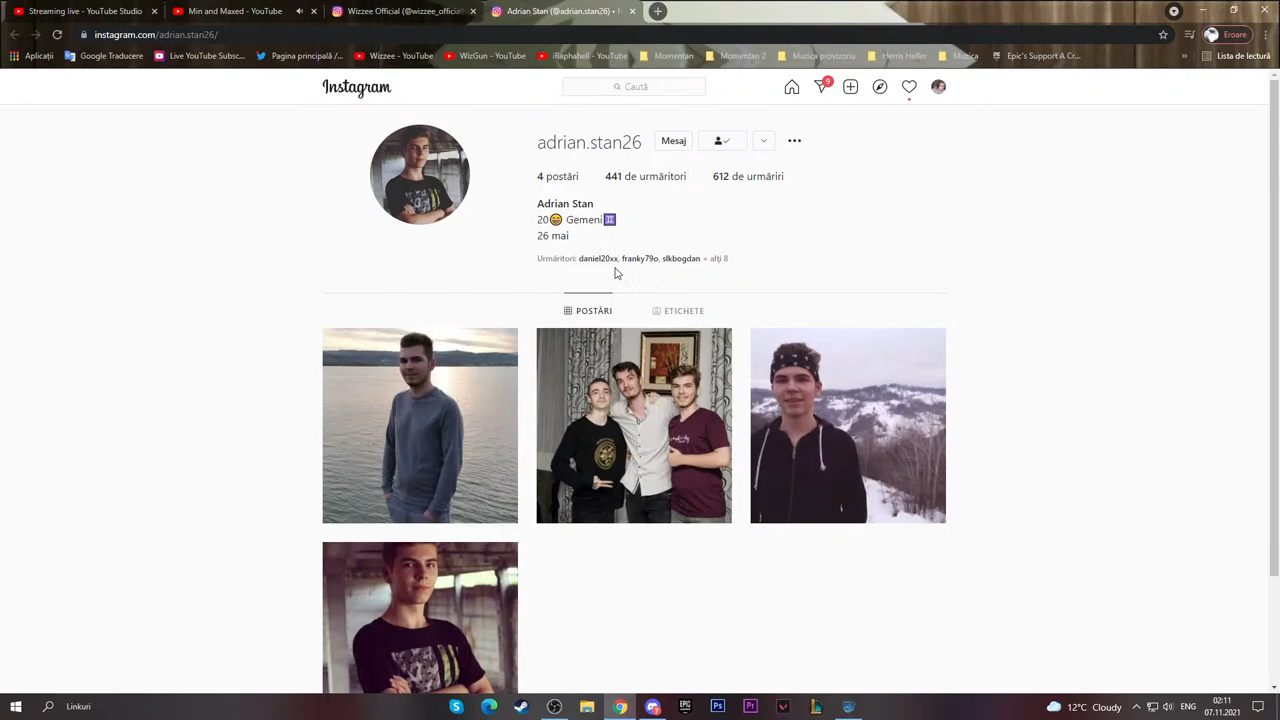 Streaming live - YouTube Studio
Min and Maxed - YouTube
Wizzee Official (@wizzee_official
Adrian Stan (@adrian.stan26) •
instagram.com/adrian.stan26/
Eroare
Aplicații
Google Traducere
Live YouTube Subsc...
Pagina principală /...
Wizzee - YouTube
WizGun - YouTube
iRaphahell - YouTube
Momentan
Momentan 2
Muzica provizoriu
Herris Heller
Muzica
Epic's Support A Cr...
»
Lista de lectură
Instagram
Caută
9
adrian.stan26
Mesaj
4 postări
441 de urmăritori
612 de urmăriri
Adrian Stan
20😁 Gemeni♊
26 mai
Urmăritori: daniel20xx, franky79o, slkbogdan + alți 8
POSTĂRI
ETICHETE
Linkuri
12°C Cloudy
ENG
02:11
07.11.2021